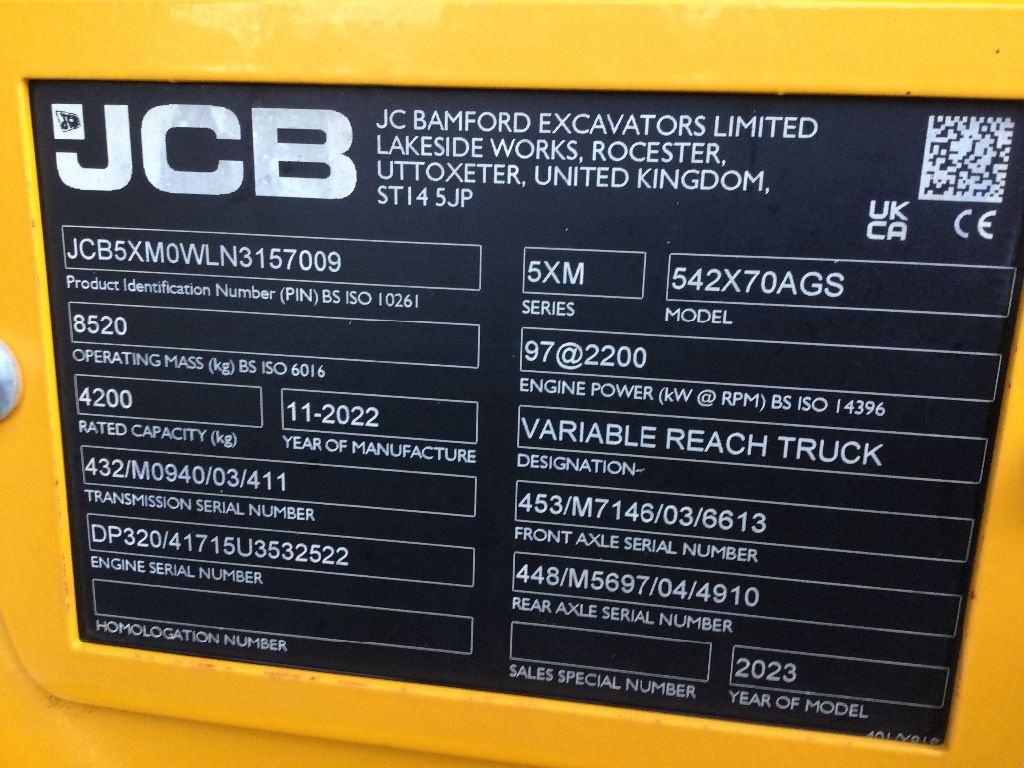 JCB
JC BAMFORD EXCAVATORS LIMITED
LAKESIDE WORKS, ROCESTER,
UTTOXETER, UNITED KINGDOM,
ST14 5JP
UK
CA
CE
JCB5XM0WLN3157009
Product Identification Number (PIN) BS ISO 10261
8520
OPERATING MASS (kg) BS ISO 6016
4200
RATED CAPACITY (kg)
11-2022
YEAR OF MANUFACTURE
432/M0940/03/411
TRANSMISSION SERIAL NUMBER
DP320/41715U3532522
ENGINE SERIAL NUMBER
HOMOLOGATION NUMBER
5XM
SERIES
542X70AGS
MODEL
97@2200
ENGINE POWER (kW @ RPM) BS ISO 14396
VARIABLE REACH TRUCK
DESIGNATION
453/M7146/03/6613
FRONT AXLE SERIAL NUMBER
448/M5697/04/4910
REAR AXLE SERIAL NUMBER
SALES SPECIAL NUMBER
2023
YEAR OF MODEL